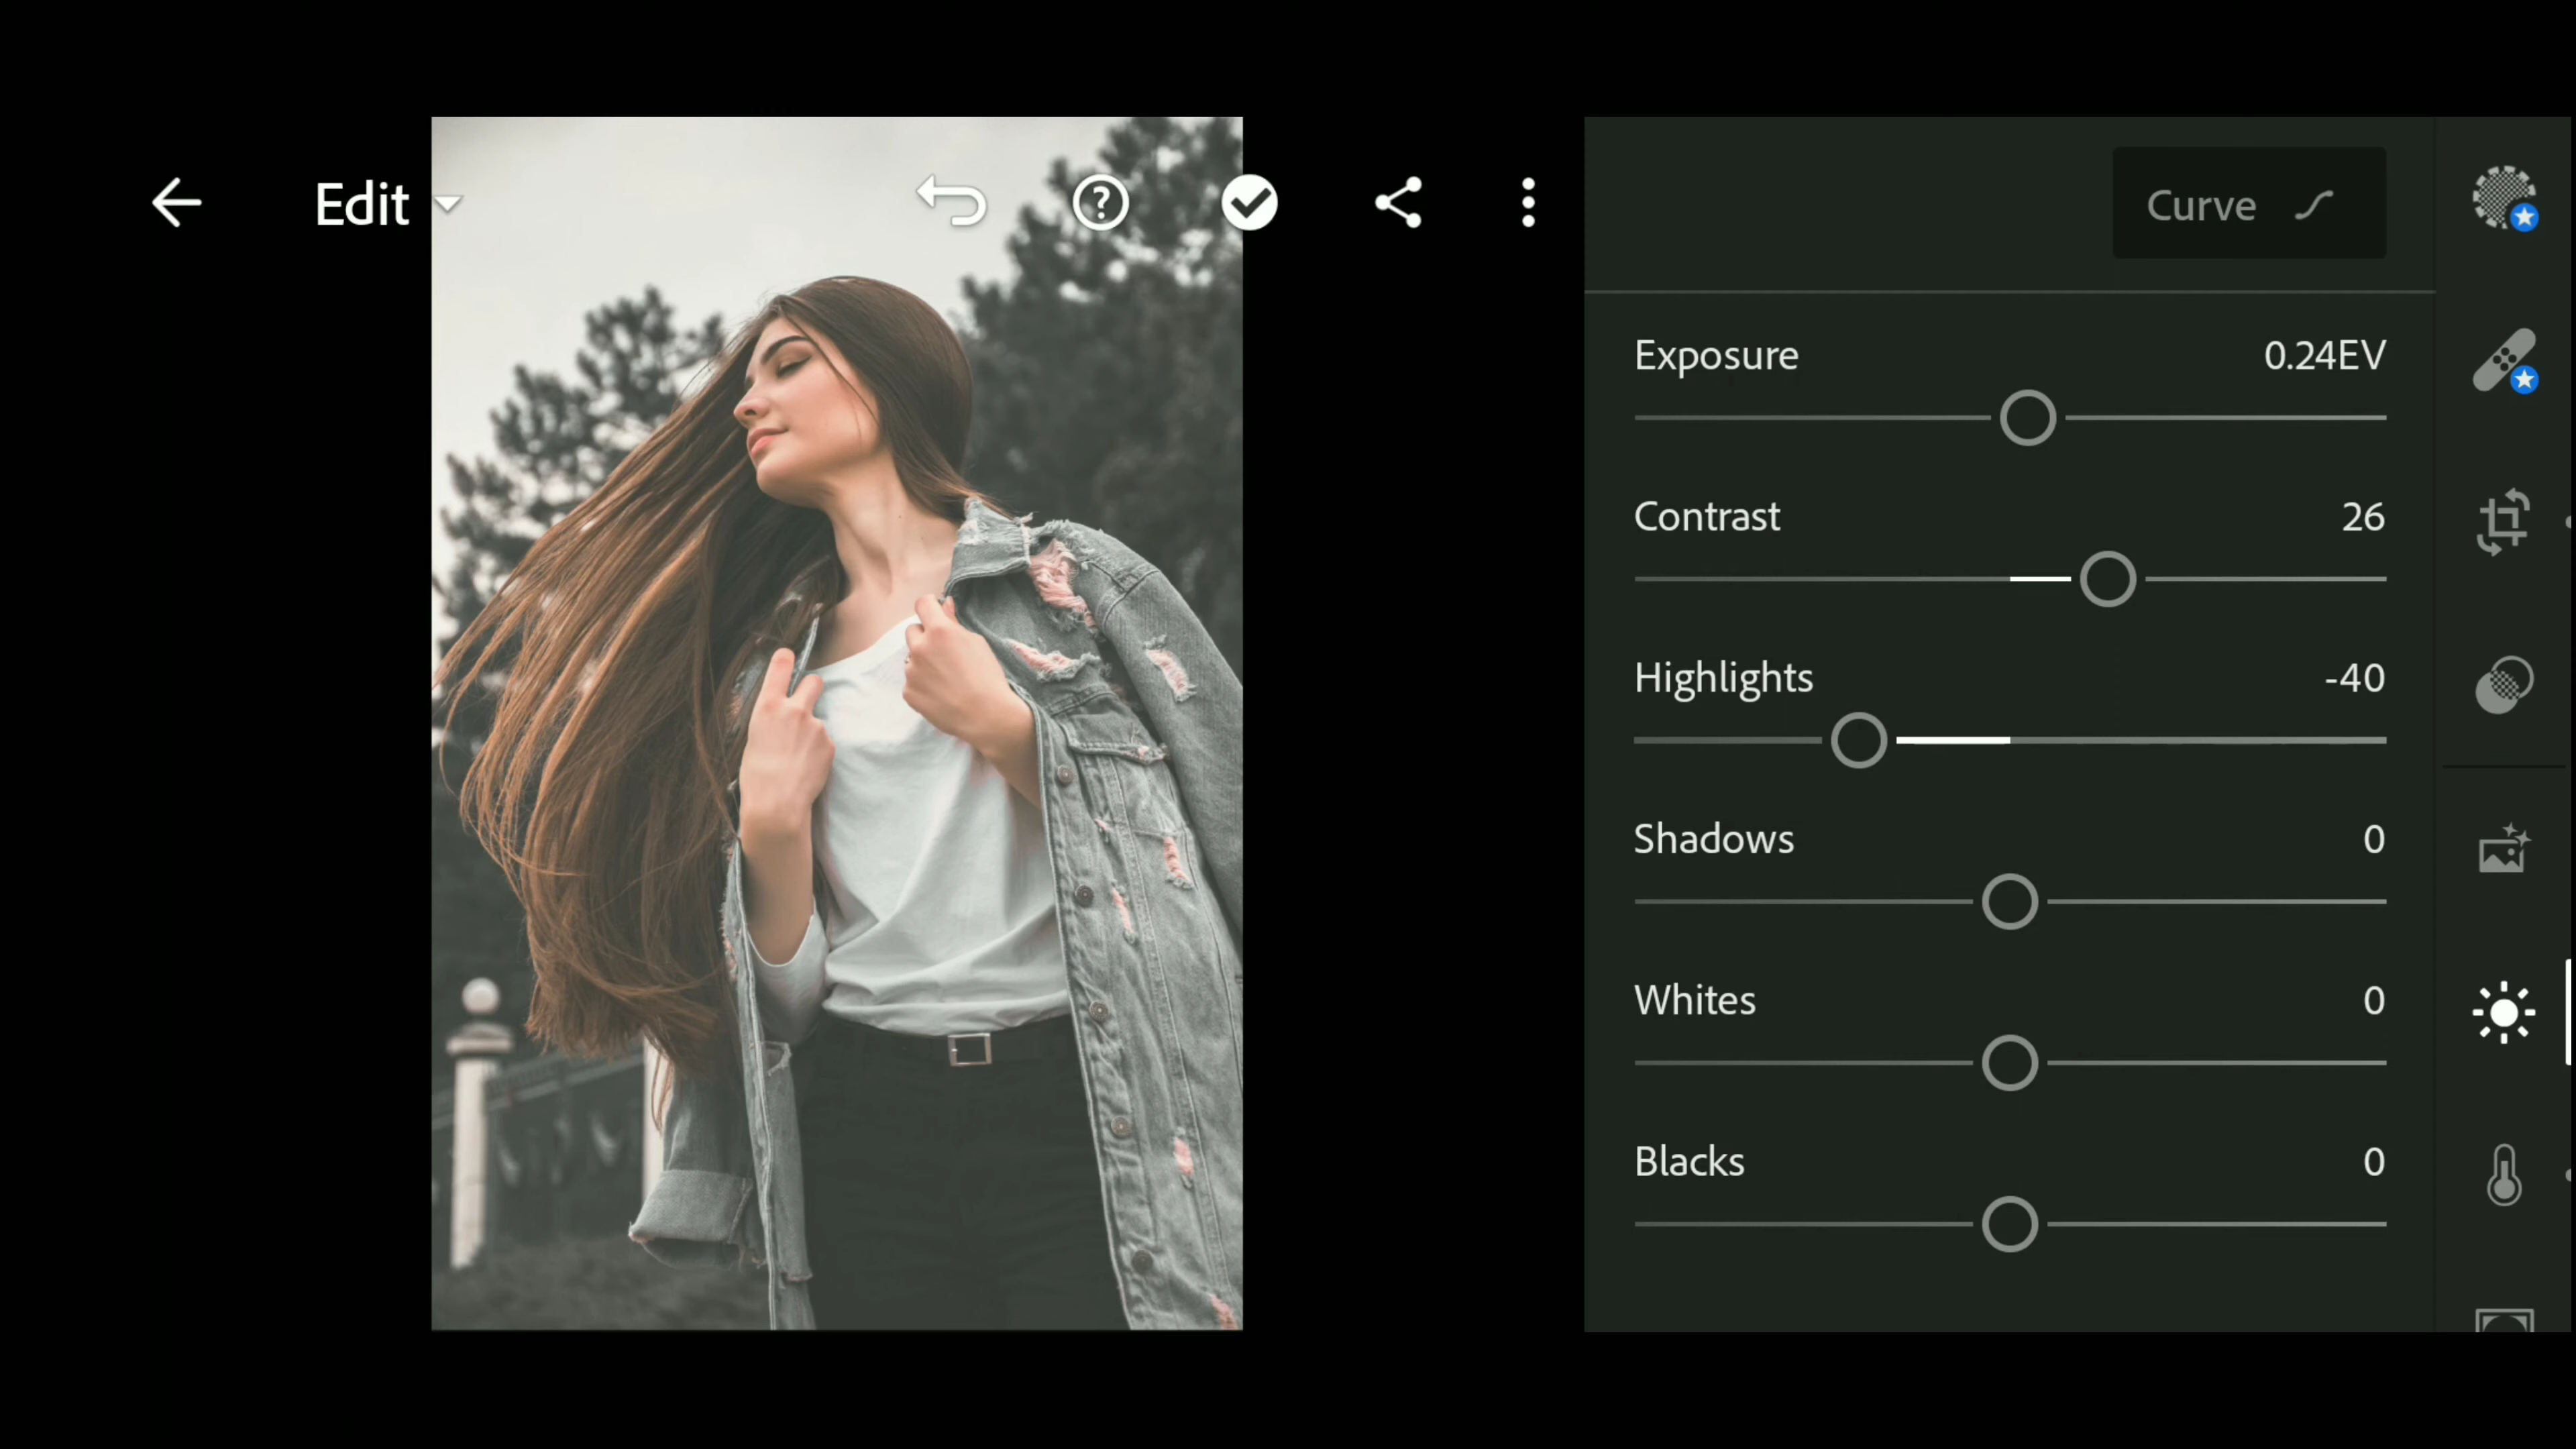 Edit
Curve
Exposure 0.24EV
Contrast 26
Highlights -40
Shadows 0
Whites 0
Blacks 0